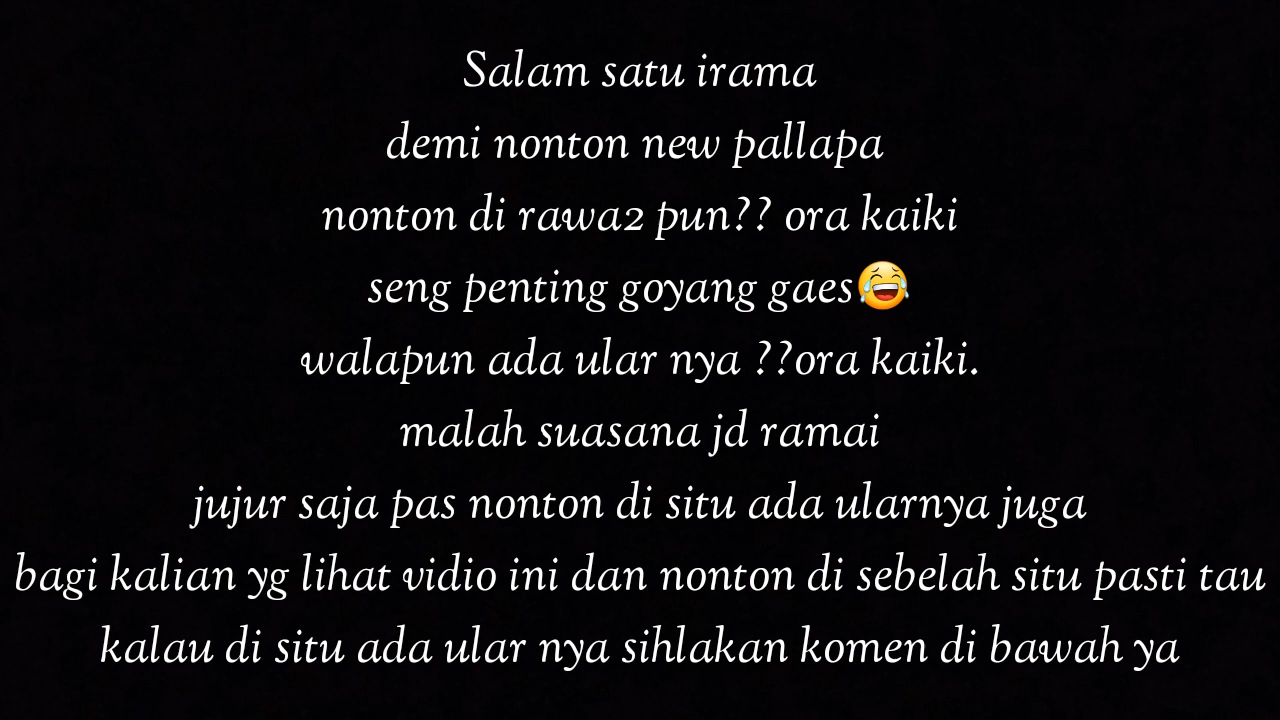 Salam satu irama
demi nonton new pallapa
nonton di rawa2 pun?? ora kaiki
seng penting goyang gaes😂
walapun ada ular nya ??ora kaiki.
malah suasana jd ramai
jujur saja pas nonton di situ ada ularnya juga
bagi kalian yg lihat vidio ini dan nonton di sebelah situ pasti tau
kalau di situ ada ular nya sihlakan komen di bawah ya